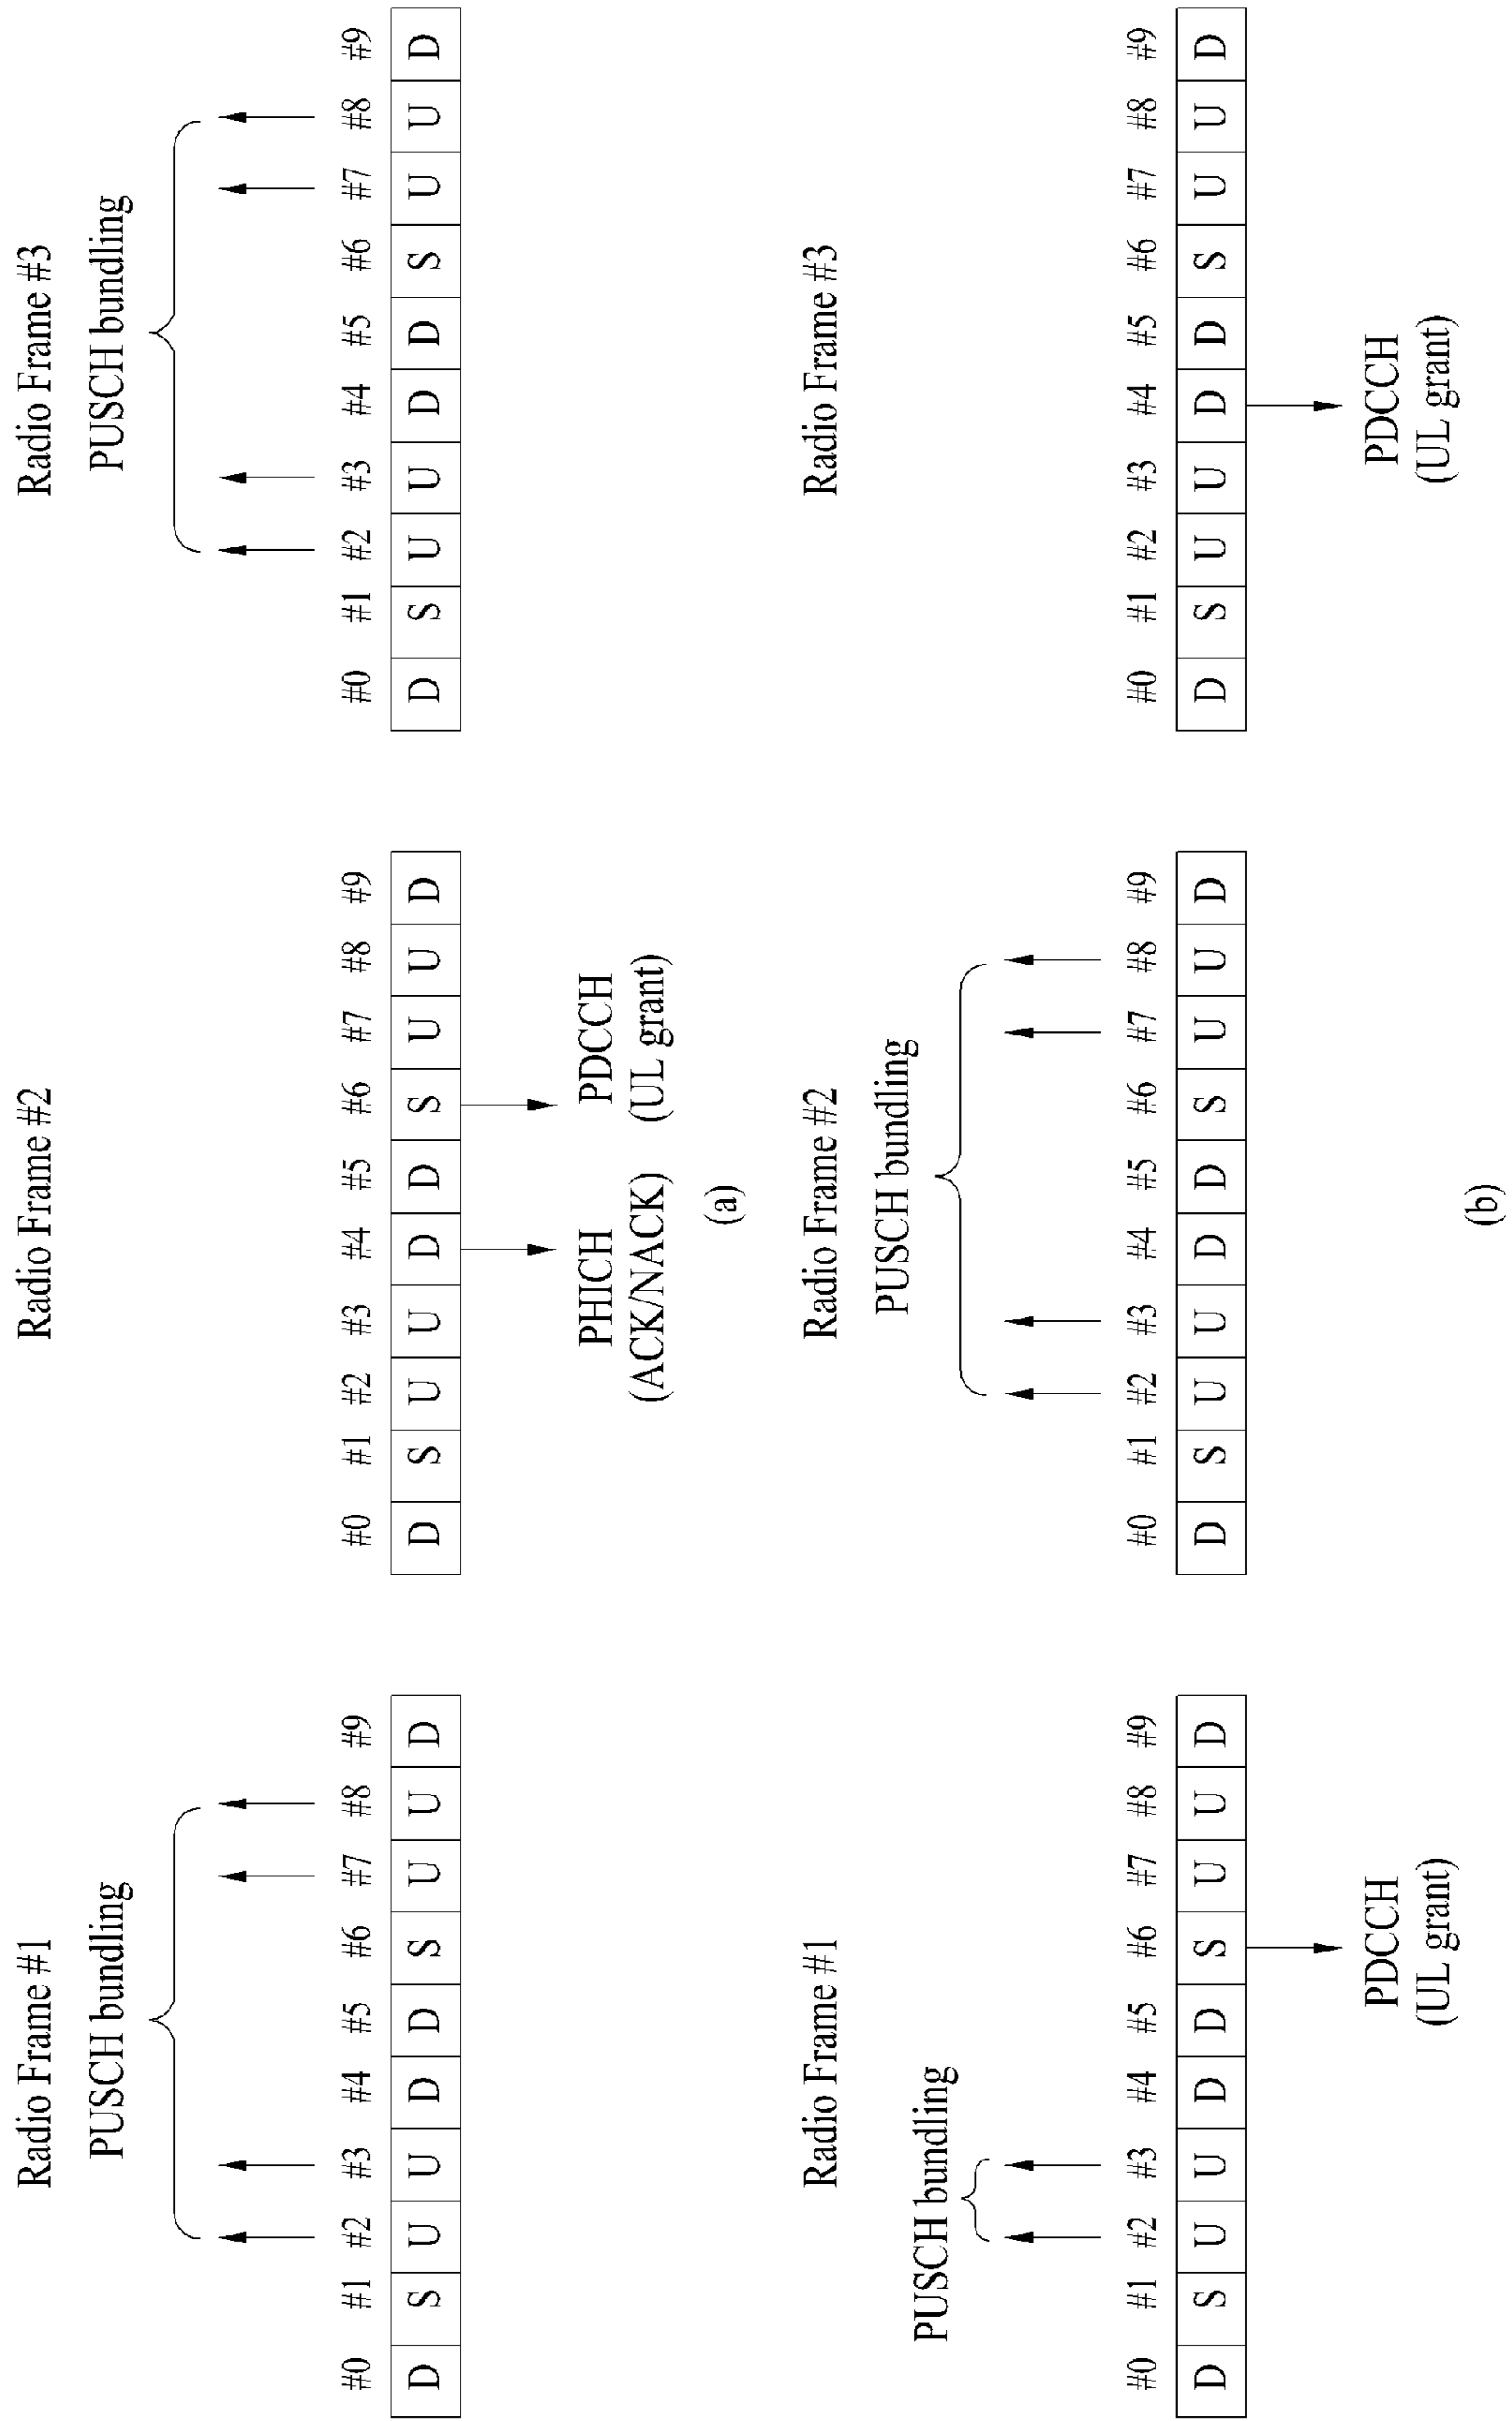 Radio Frame #1 Radio Frame #2 Radio Frame #3
PUSCH bundling PUSCH bundling
#0 #1 #2 #3 #4 #5 #6 #7 #8 #9 #0 #1 #2 #3 #4 #5 #6 #7 #8 #9 #0 #1 #2 #3 #4 #5 #6 #7 #8 #9
D S U U D D S U U D D S U U D D S U U D D S U U D D S U U D
PHICH PDCCH
(ACK/NACK) (UL grant)
(a)
Radio Frame #1 Radio Frame #2 Radio Frame #3
PUSCH bundling
PUSCH bundling
#0 #1 #2 #3 #4 #5 #6 #7 #8 #9 #0 #1 #2 #3 #4 #5 #6 #7 #8 #9 #0 #1 #2 #3 #4 #5 #6 #7 #8 #9
D S U U D D S U U D D S U U D D S U U D D S U U D D S U U D
PDCCH PDCCH
(UL grant) (UL grant)
(b)